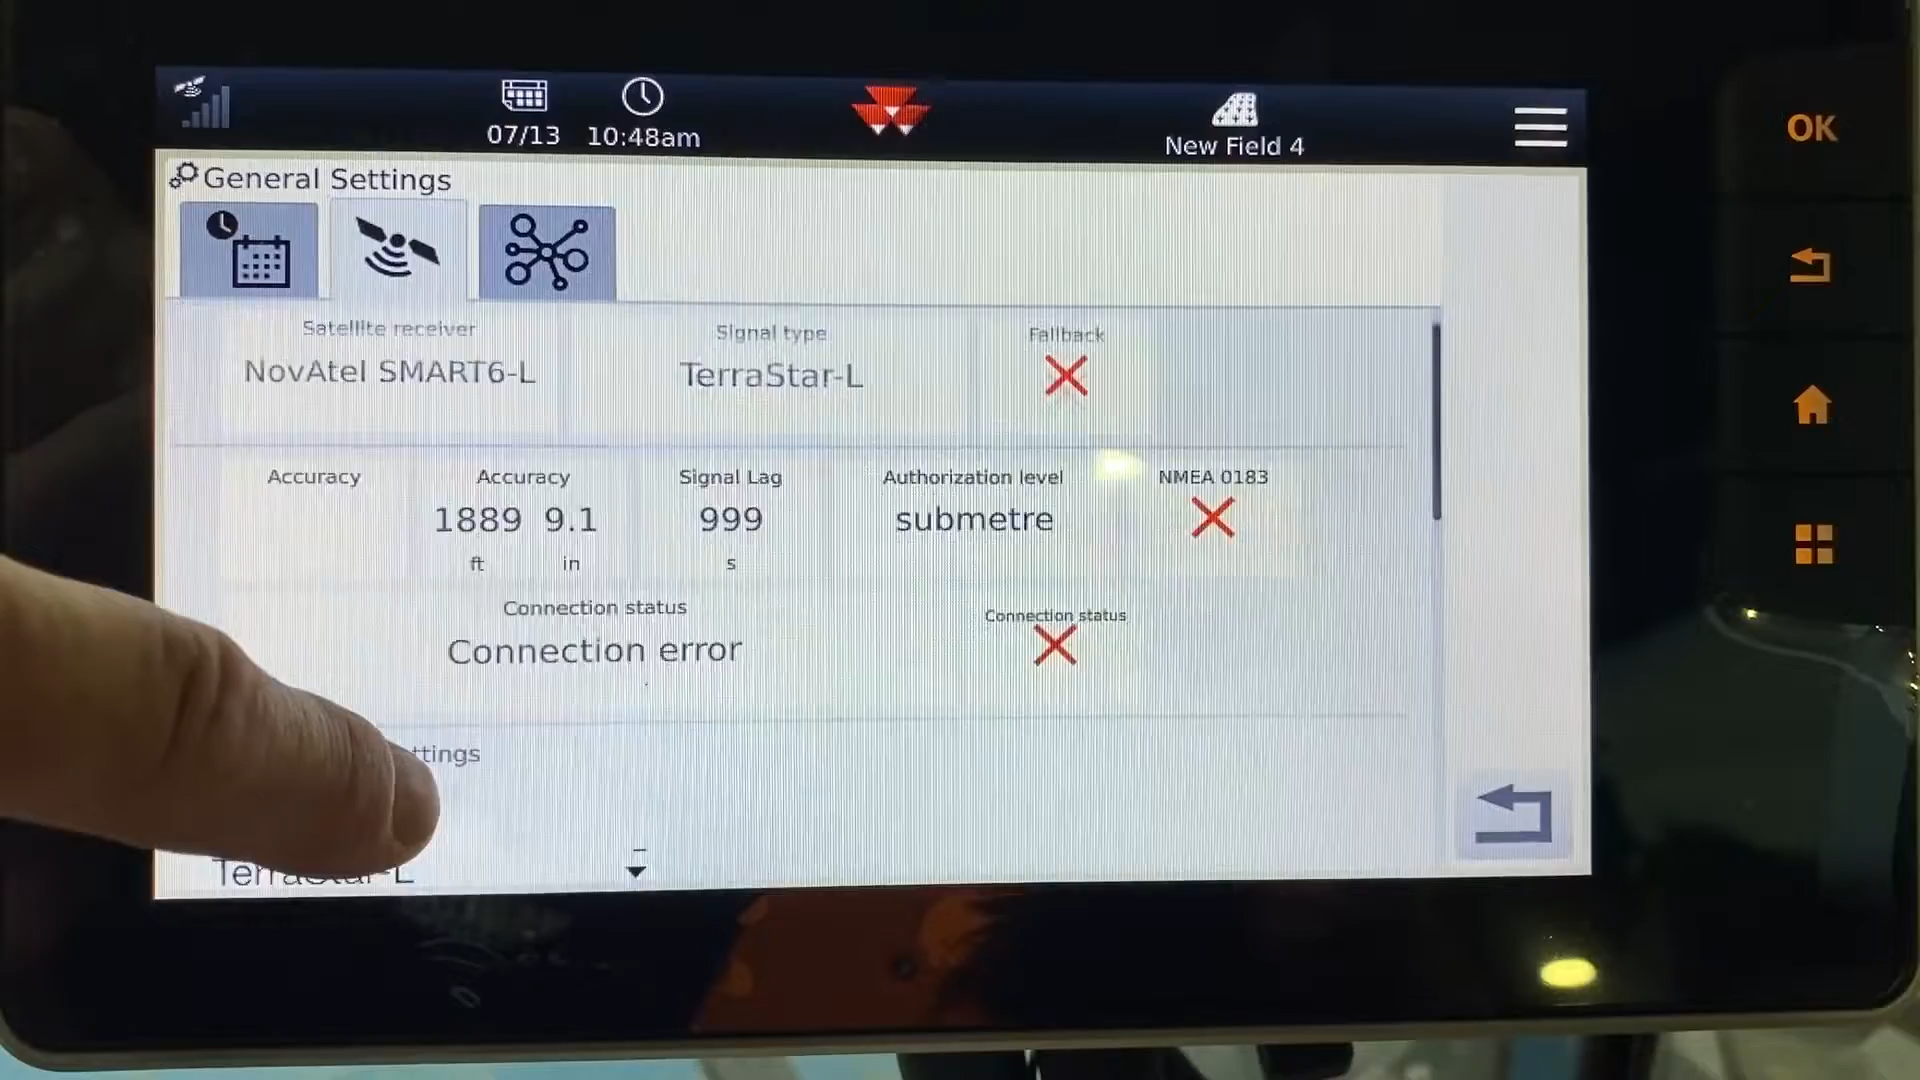 07/13 10:48am
New Field 4
OK
General Settings
Satellite receiver Signal type Fallback
NovAtel SMART6-L TerraStar-L
Accuracy Accuracy Signal Lag Authorization level NMEA 0183
1889 9.1 999 submetre
ft in s
Connection status Connection status
Connection error
ttings
TerraStar-L